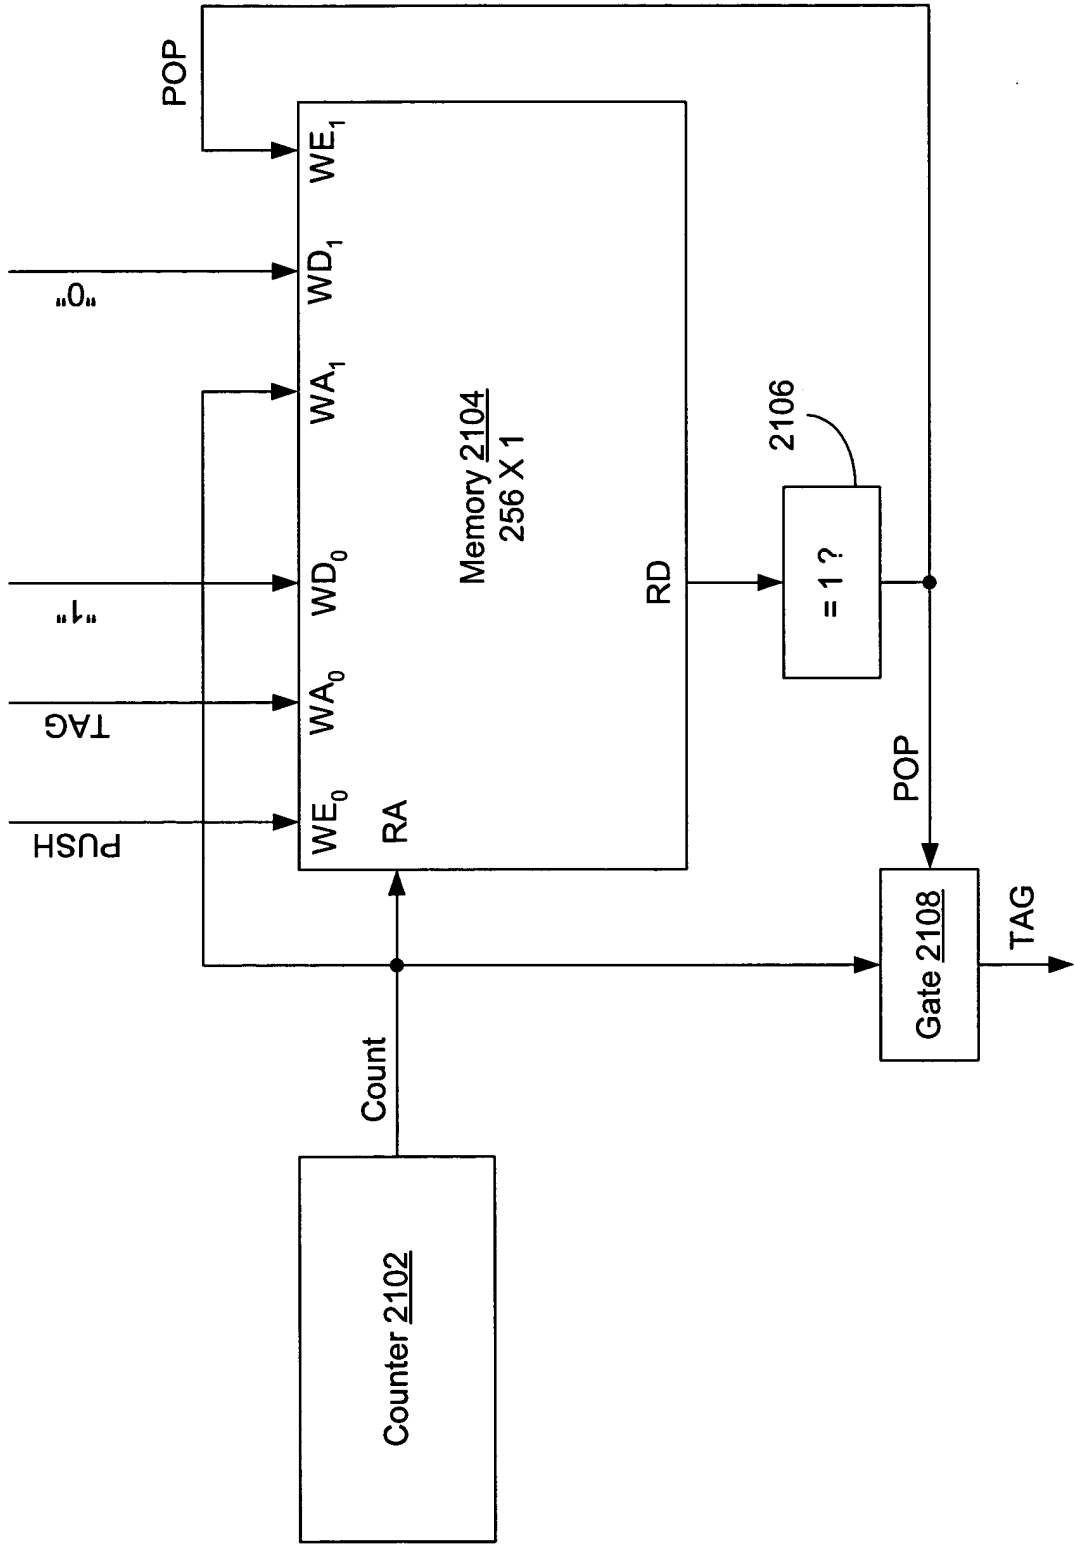 PUSH
TAG
"1"
"0"
POP
WE0
WA0
WD0
WA1
WD1
WE1
RA
Memory 2104
256 X 1
RD
Count
Counter 2102
= 1 ?
2106
POP
Gate 2108
TAG